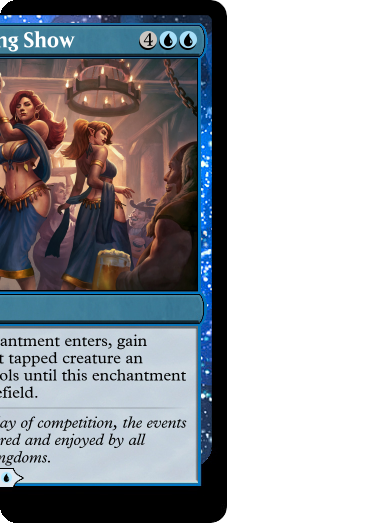 ng Show 4
antment enters, gain
t tapped creature an
ols until this enchantment
efield.
ay of competition, the events
red and enjoyed by all
ngdoms.